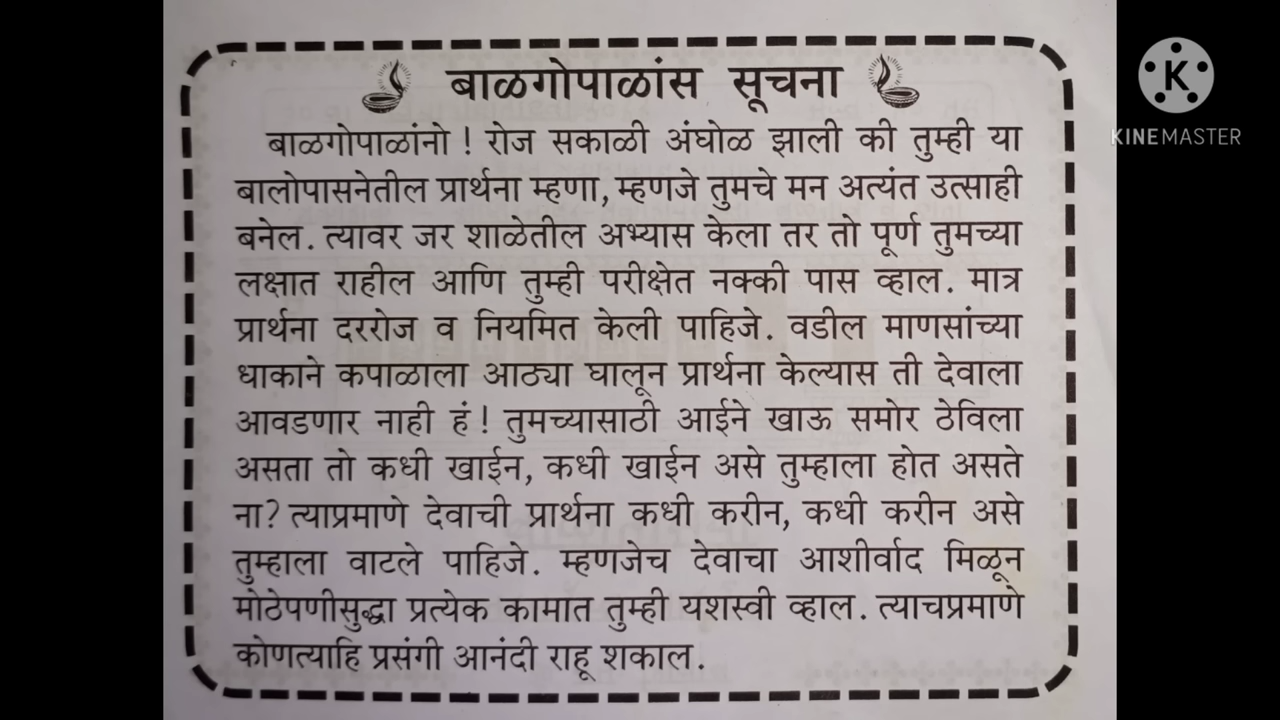 बाळगोपाळांस सूचना
बाळगोपाळांनो ! रोज सकाळी अंघोळ झाली की तुम्ही या
बालोपासनेतील प्रार्थना म्हणा, म्हणजे तुमचे मन अत्यंत उत्साही
बनेल. त्यावर जर शाळेतील अभ्यास केला तर तो पूर्ण तुमच्या
लक्षात राहील आणि तुम्ही परीक्षेत नक्की पास व्हाल. मात्र
प्रार्थना दररोज व नियमित केली पाहिजे. वडील माणसांच्या
धाकाने कपाळाला आठ्या घालून प्रार्थना केल्यास ती देवाला
आवडणार नाही हं ! तुमच्यासाठी आईने खाऊ समोर ठेविला
असता तो कधी खाईन, कधी खाईन असे तुम्हाला होत असते
ना? त्याप्रमाणे देवाची प्रार्थना कधी करीन, कधी करीन असे
तुम्हाला वाटले पाहिजे. म्हणजेच देवाचा आशीर्वाद मिळून
मोठेपणीसुद्धा प्रत्येक कामात तुम्ही यशस्वी व्हाल. त्याचप्रमाणे
कोणत्याहि प्रसंगी आनंदी राहू शकाल.
K
KINEMASTER